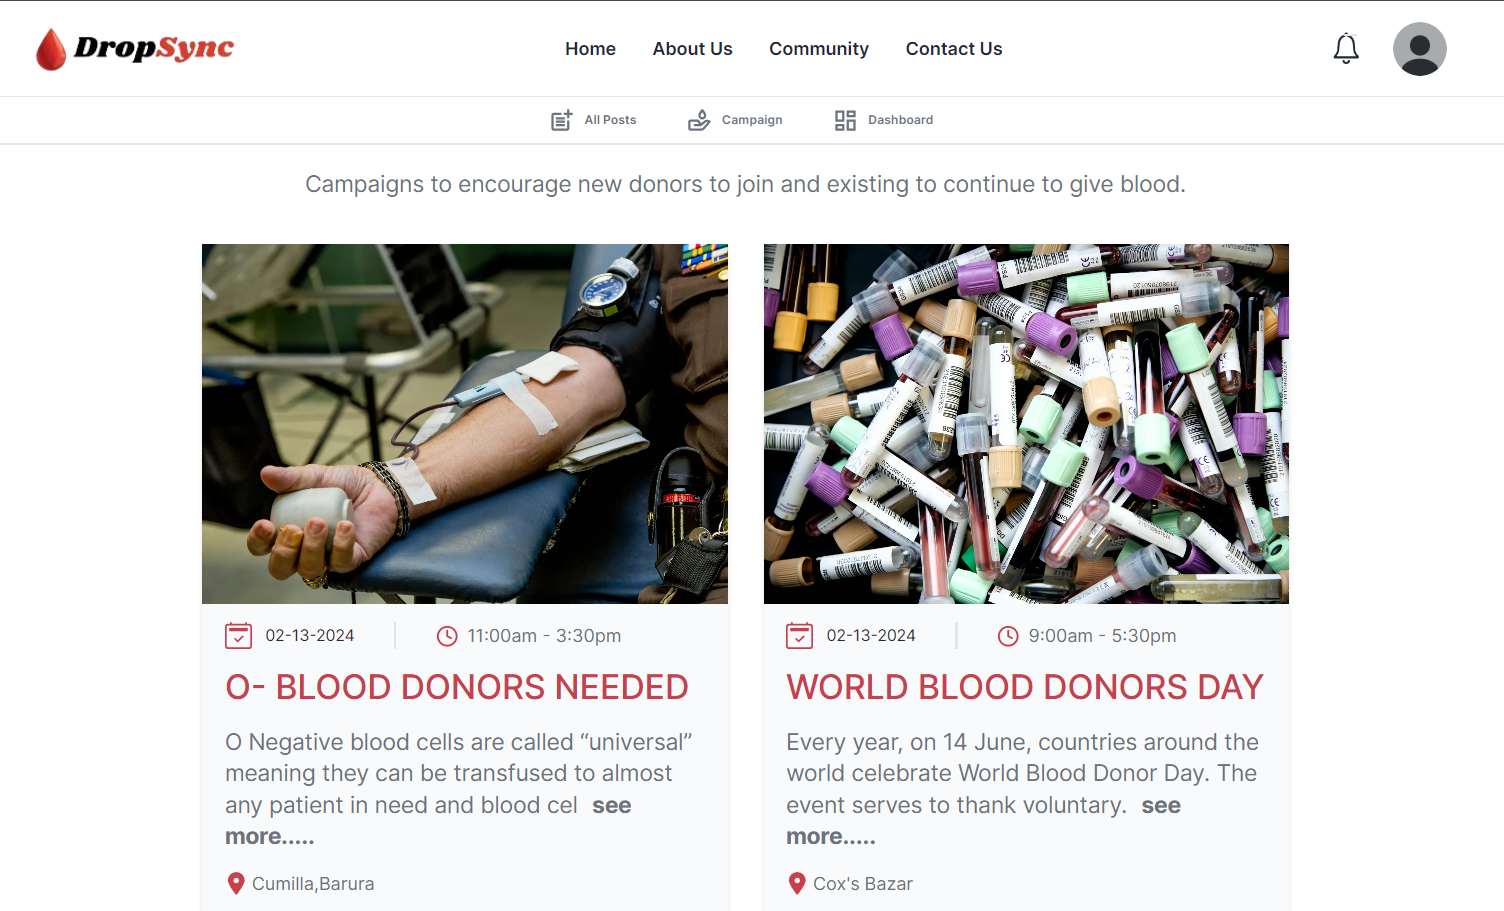 DropSync
Home About Us Community Contact Us
All Posts Campaign Dashboard
Campaigns to encourage new donors to join and existing to continue to give blood.
02-13-2024 11:00am - 3:30pm
O- BLOOD DONORS NEEDED
O Negative blood cells are called “universal”
meaning they can be transfused to almost
any patient in need and blood cel see
more.....
Cumilla,Barura
02-13-2024 9:00am - 5:30pm
WORLD BLOOD DONORS DAY
Every year, on 14 June, countries around the
world celebrate World Blood Donor Day. The
event serves to thank voluntary. see
more.....
Cox's Bazar